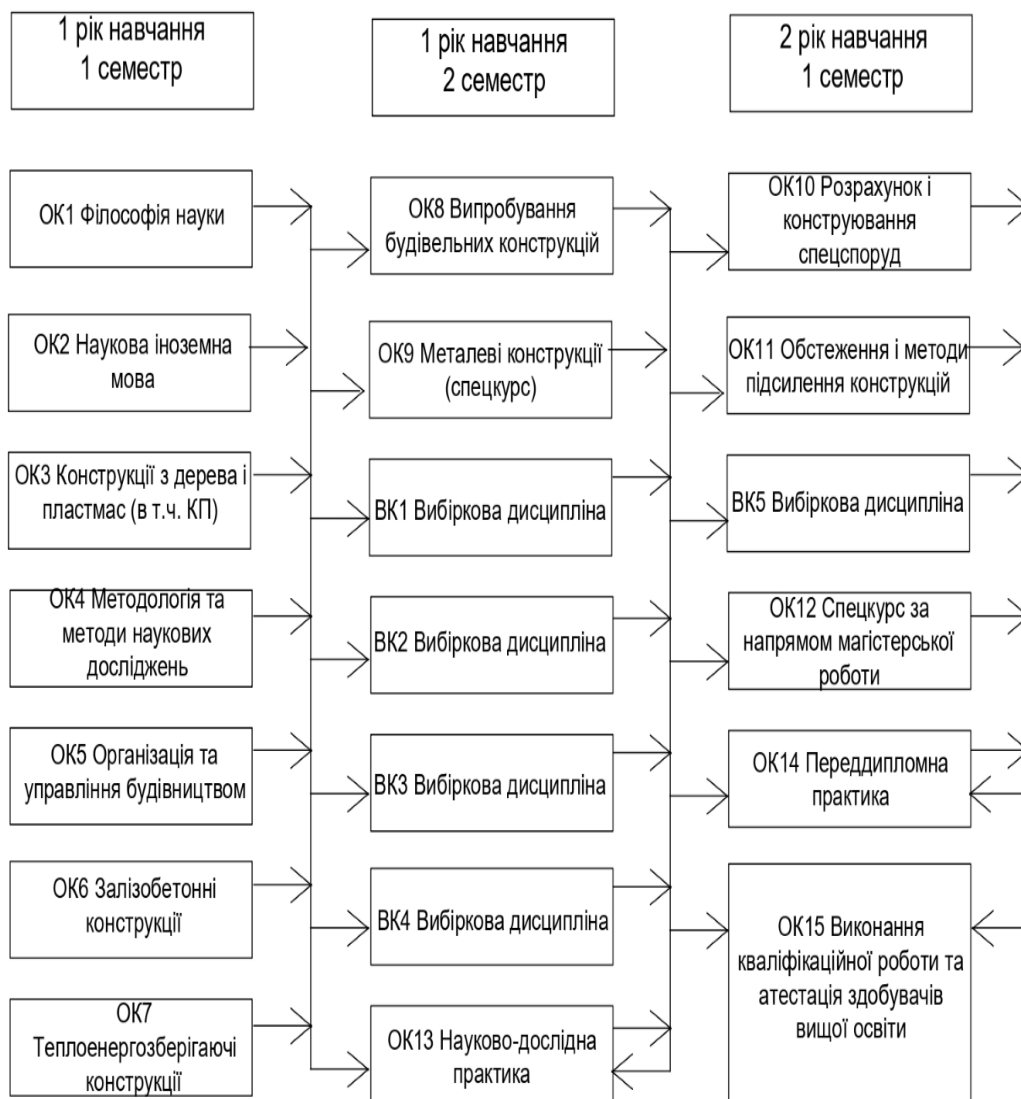 1 рік навчання
1 семестр
1 рік навчання
2 семестр
2 рік навчання
1 семестр
ОК1 Філософія науки
ОК2 Наукова іноземна
мова
ОК3 Конструкції з дерева і
пластмас (в т.ч. КП)
ОК4 Методологія та
методи наукових
досліджень
ОК5 Організація та
управління будівництвом
ОК6 Залізобетонні
конструкції
ОК7
Теплоенергозберігаючі
конструкції
ОК8 Випробування
будівельних конструкцій
ОК9 Металеві конструкції
(спецкурс)
ВК1 Вибіркова дисципліна
ВК2 Вибіркова дисципліна
ВК3 Вибіркова дисципліна
ВК4 Вибіркова дисципліна
ОК13 Науково-дослідна
практика
ОК10 Розрахунок і
конструювання
спецспоруд
ОК11 Обстеження і методи
підсилення конструкцій
ВК5 Вибіркова дисципліна
ОК12 Спецкурс за
напрямом магістерської
роботи
ОК14 Переддипломна
практика
ОК15 Виконання
кваліфікаційної роботи та
атестація здобувачів
вищої освіти